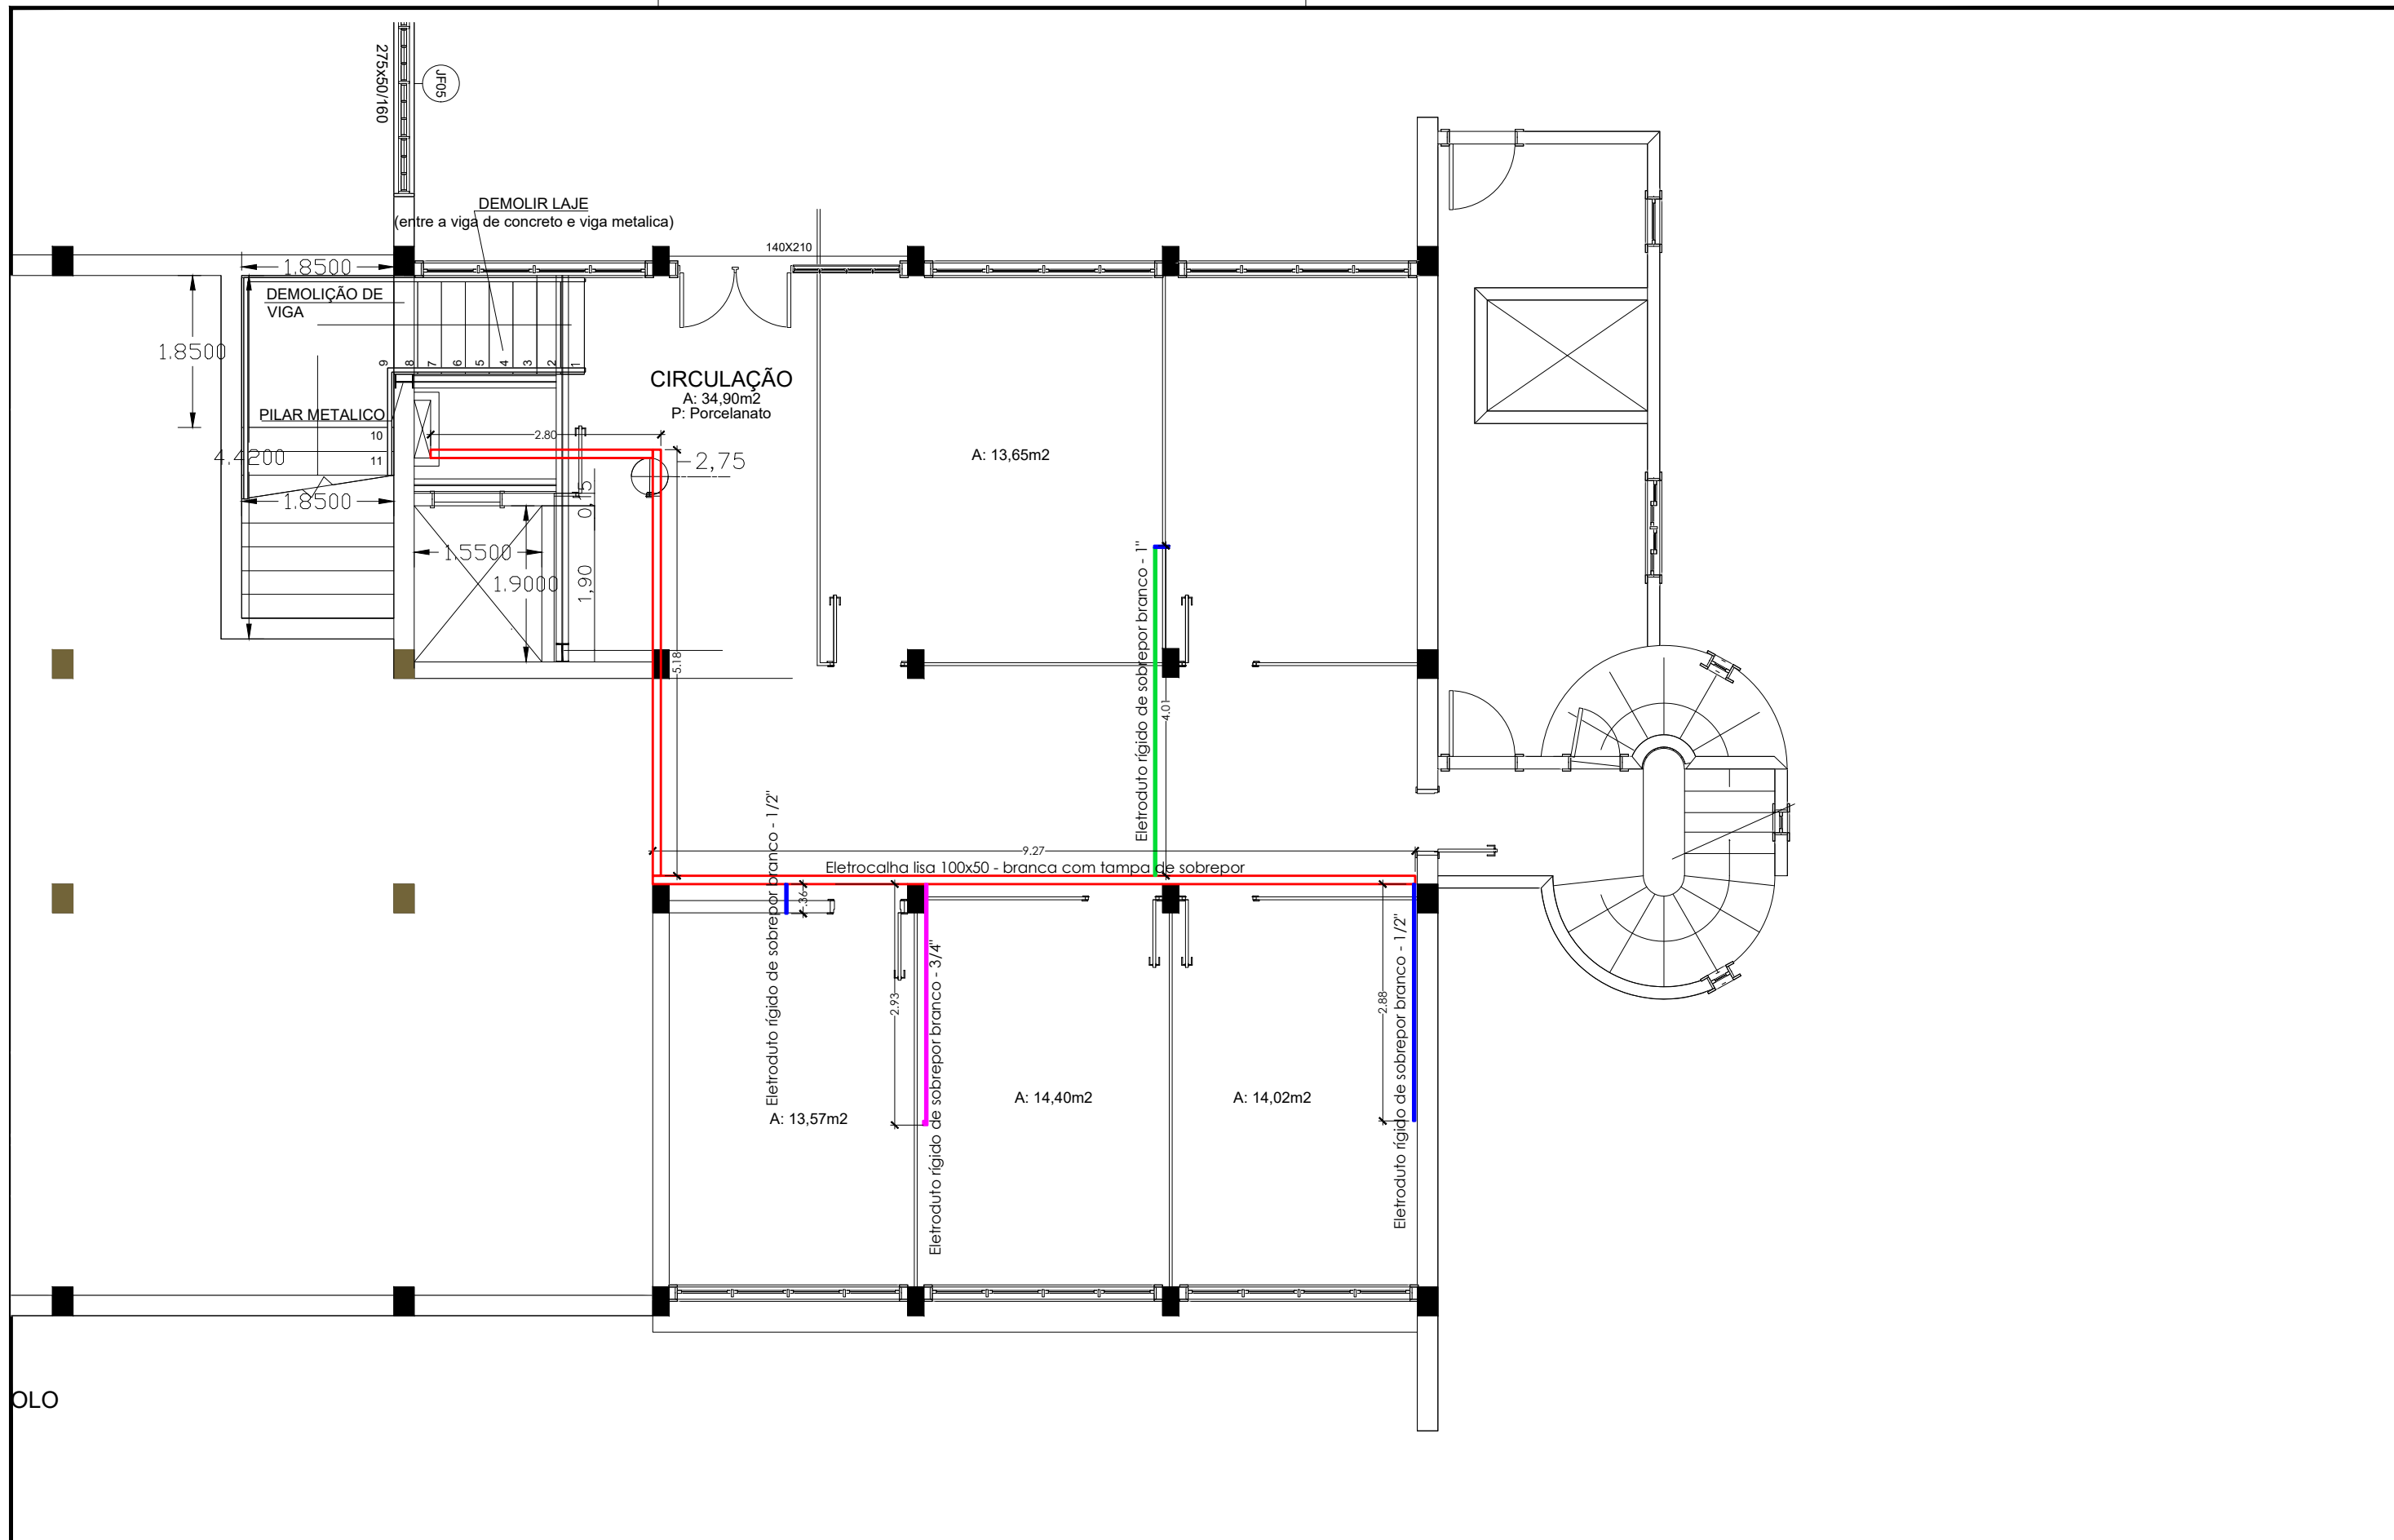 275x50/160
JF05
DEMOLIR LAJE
(entre a viga de concreto e viga metalica)
140X210
1.8500
DEMOLIÇÃO DE
VIGA
1.8500
9
8
7
6
5
4
3
2
1
CIRCULAÇÃO
A: 34,90m2
P: Porcelanato
PILAR METALICO
10
11
2.80
4.4200
2,75
A: 13,65m2
1.8500
1.5500
1.9000
1,90
5.18
Eletroduto rígido de sobrepor branco - 1"
4.01
9.27
Eletrocalha lisa 100x50 - branca com tampa de sobrepor
Eletroduto rígido de sobrepor branco - 1/2"
.36
2.93
Eletroduto rígido de sobrepor branco - 3/4"
2.88
Eletroduto rígido de sobrepor branco - 1/2"
A: 13,57m2
A: 14,40m2
A: 14,02m2
OLO